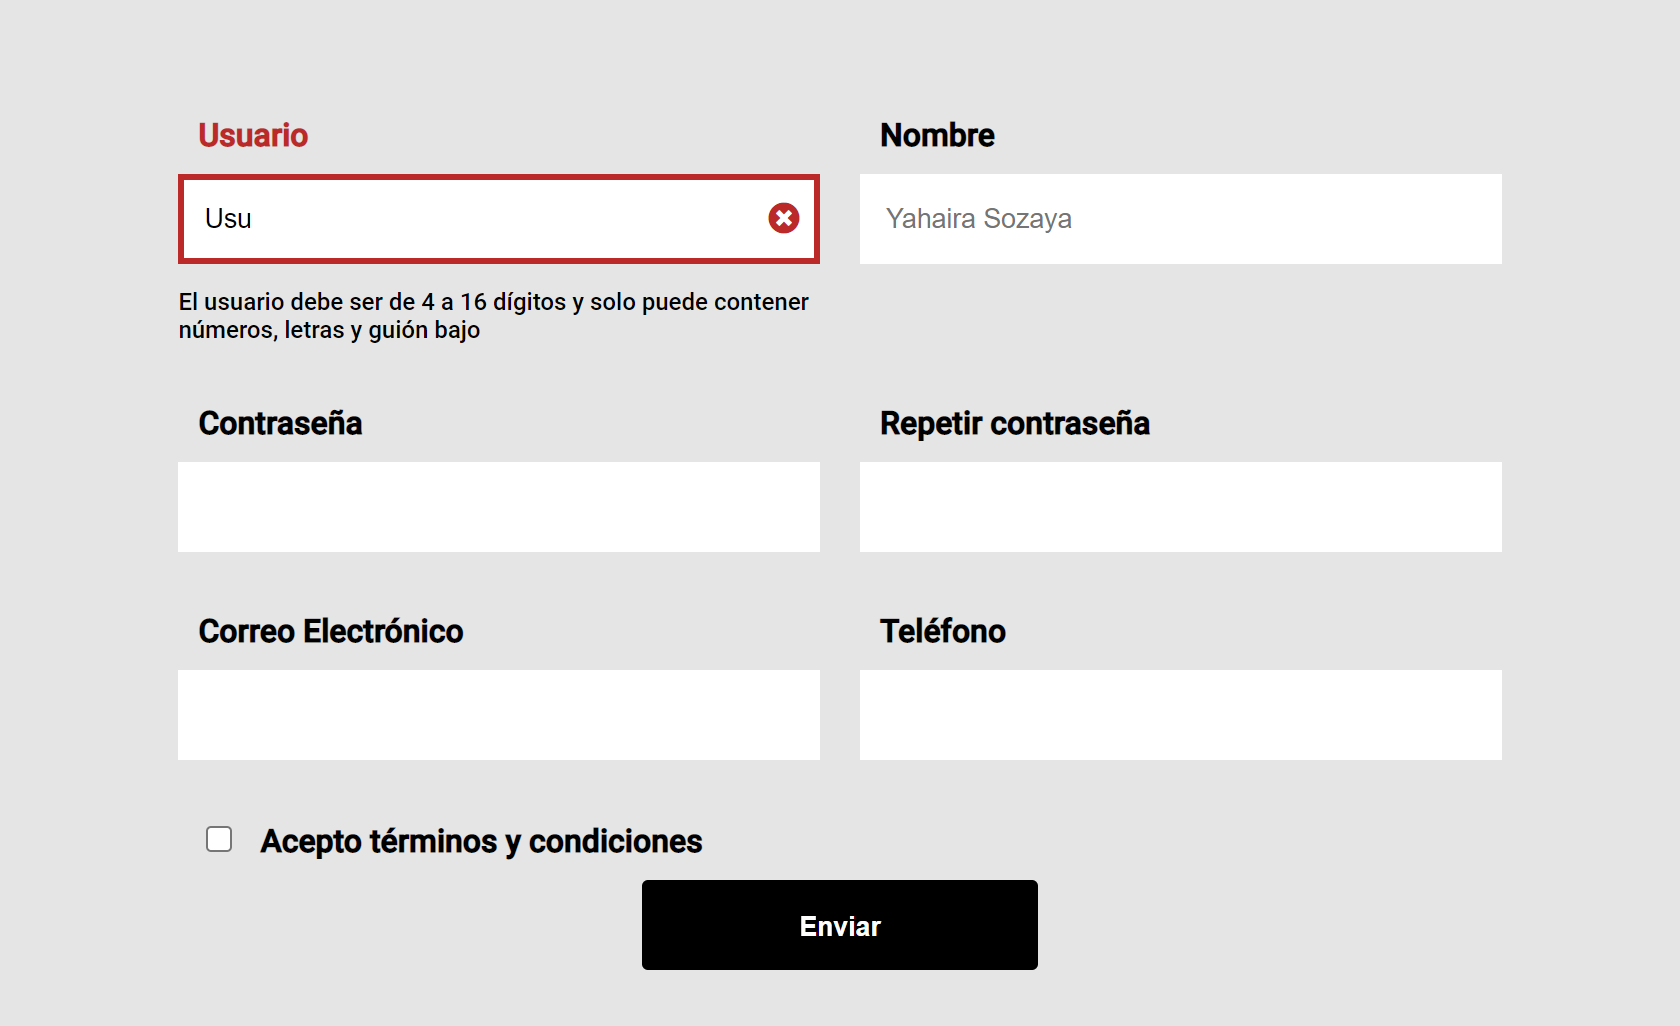 Usuario
Nombre
Usu
Yahaira Sozaya
El usuario debe ser de 4 a 16 dígitos y solo puede contener
números, letras y guión bajo
Contraseña
Repetir contraseña
Correo Electrónico
Teléfono
Acepto términos y condiciones
Enviar